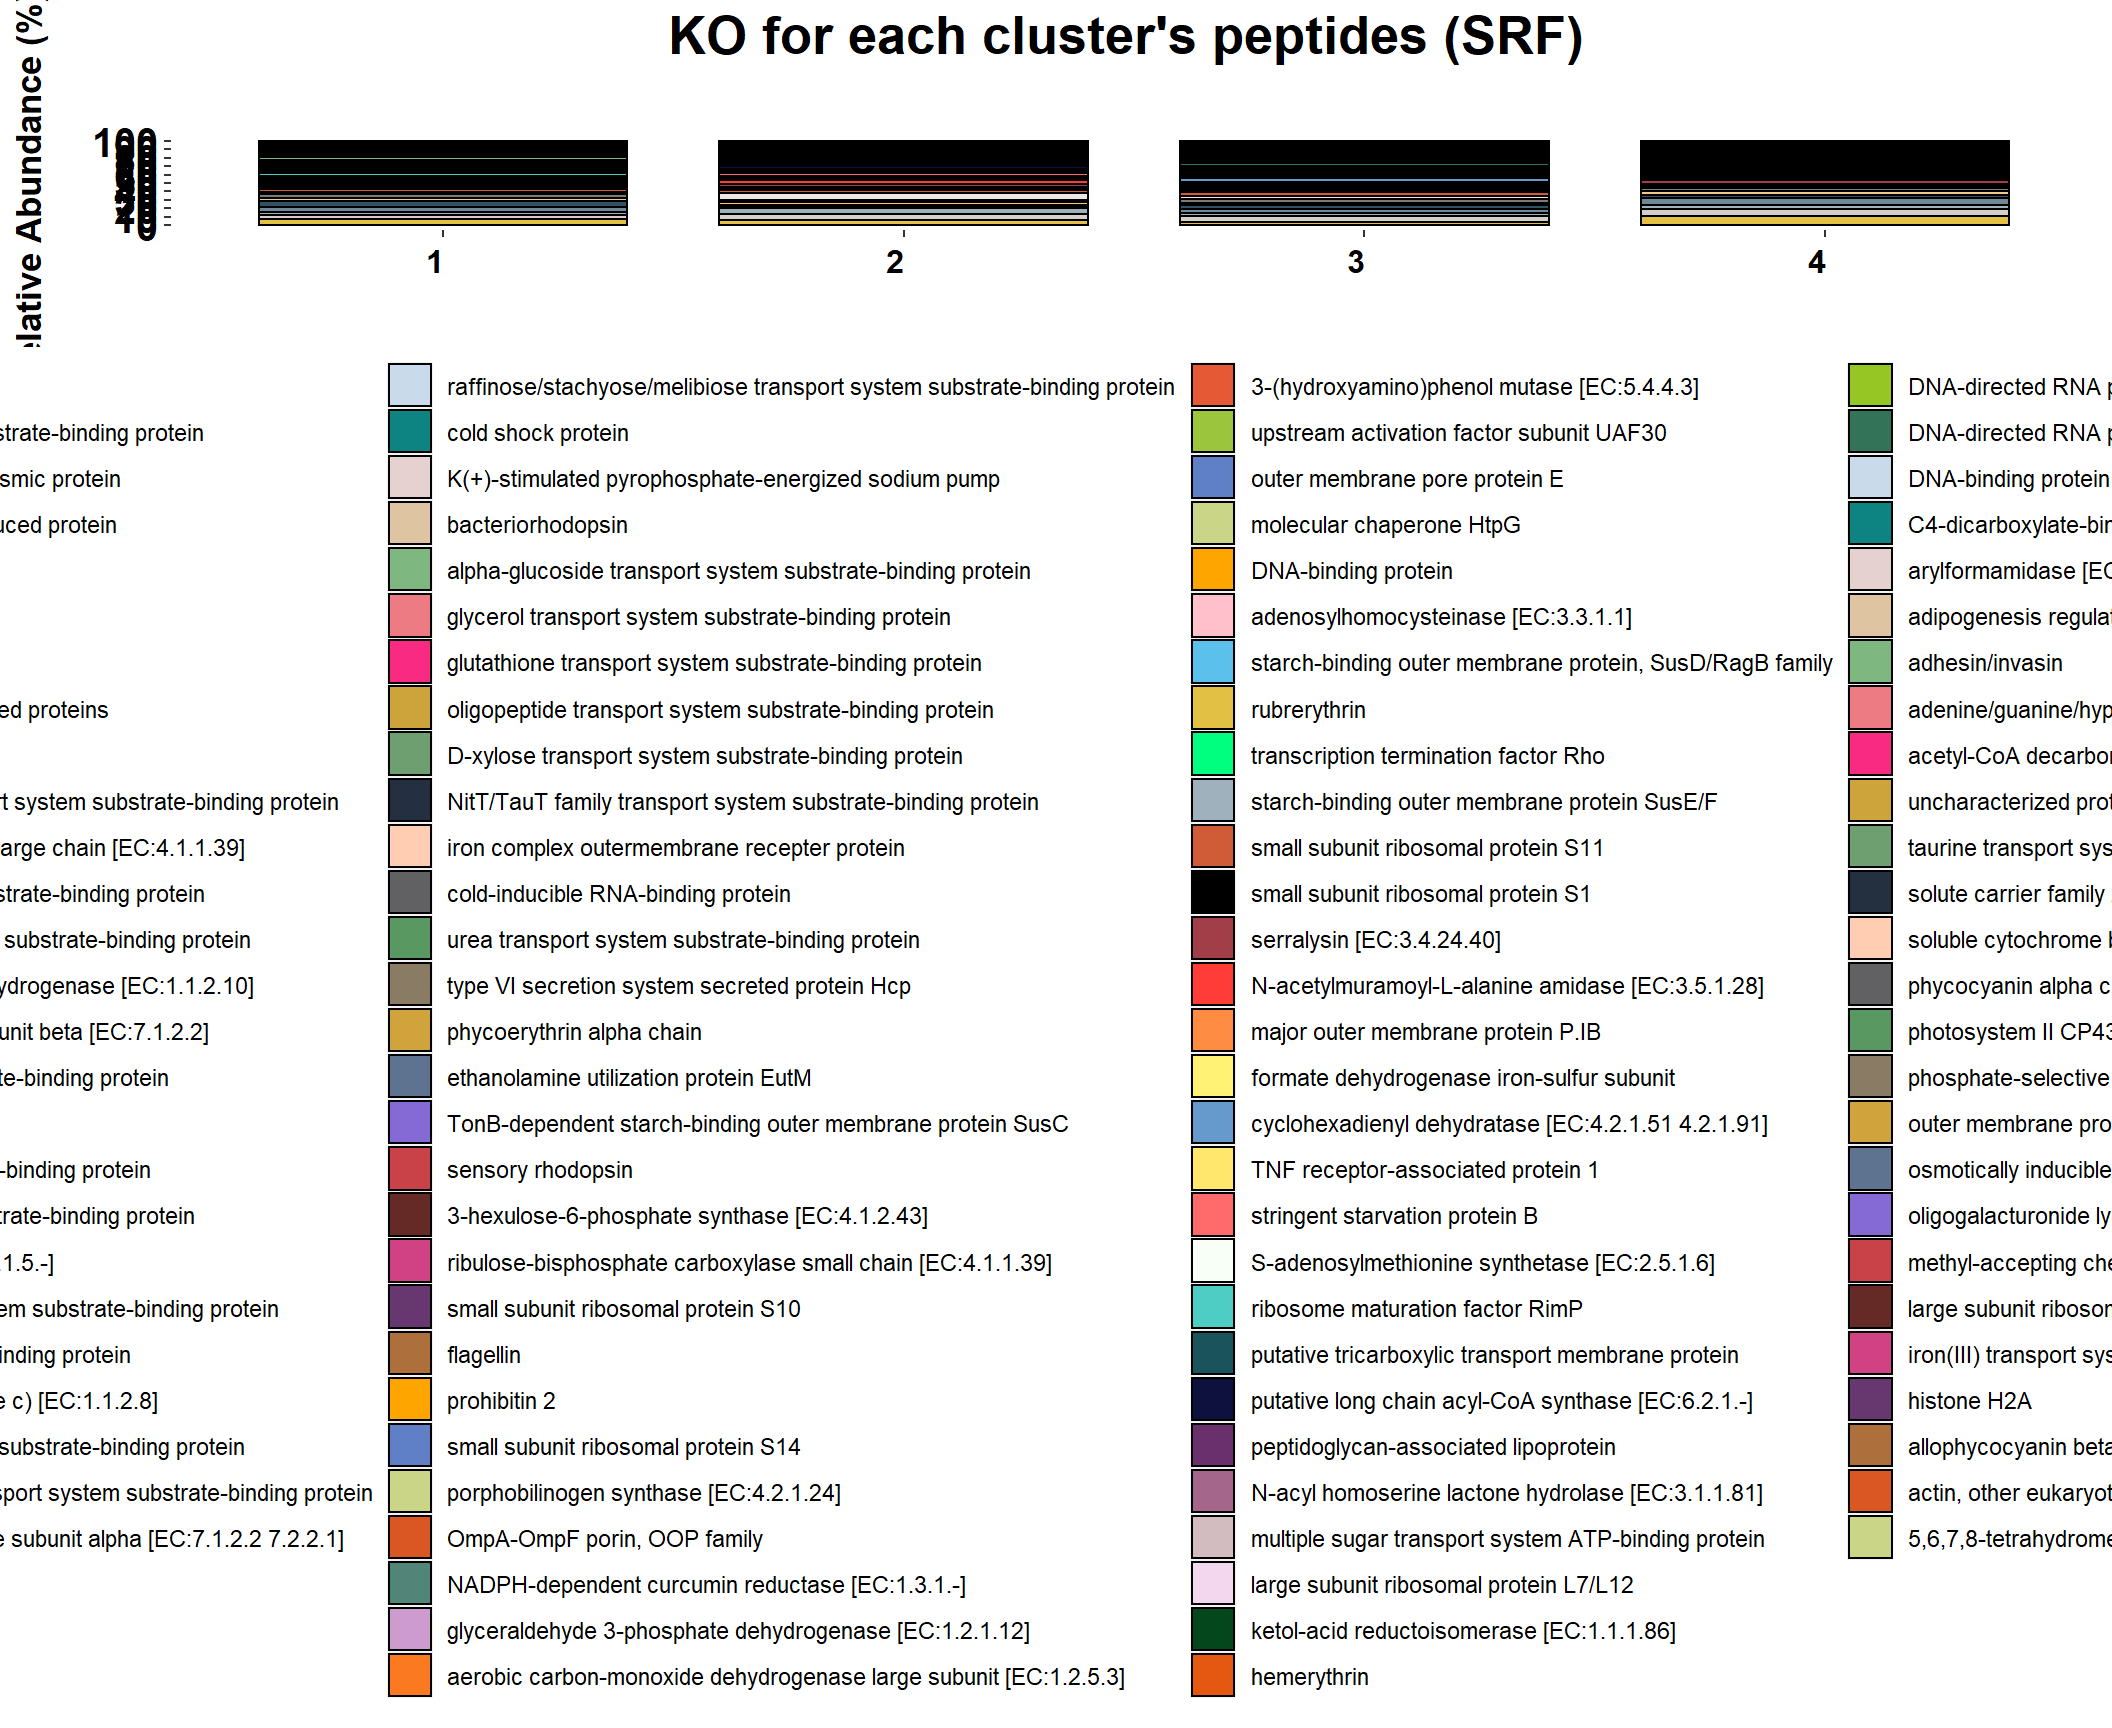 KO for each cluster's peptides (SRF)
elative Abundance (%)
100
0
1
2
3
4
strate-binding protein
smic protein
uced protein
ed proteins
rt system substrate-binding protein
arge chain [EC:4.1.1.39]
strate-binding protein
substrate-binding protein
ydrogenase [EC:1.1.2.10]
unit beta [EC:7.1.2.2]
te-binding protein
-binding protein
trate-binding protein
.1.5.-]
em substrate-binding protein
inding protein
e c) [EC:1.1.2.8]
substrate-binding protein
sport system substrate-binding protein
e subunit alpha [EC:7.1.2.2 7.2.2.1]
raffinose/stachyose/melibiose transport system substrate-binding protein
cold shock protein
K(+)-stimulated pyrophosphate-energized sodium pump
bacteriorhodopsin
alpha-glucoside transport system substrate-binding protein
glycerol transport system substrate-binding protein
glutathione transport system substrate-binding protein
oligopeptide transport system substrate-binding protein
D-xylose transport system substrate-binding protein
NitT/TauT family transport system substrate-binding protein
iron complex outermembrane recepter protein
cold-inducible RNA-binding protein
urea transport system substrate-binding protein
type VI secretion system secreted protein Hcp
phycoerythrin alpha chain
ethanolamine utilization protein EutM
TonB-dependent starch-binding outer membrane protein SusC
sensory rhodopsin
3-hexulose-6-phosphate synthase [EC:4.1.2.43]
ribulose-bisphosphate carboxylase small chain [EC:4.1.1.39]
small subunit ribosomal protein S10
flagellin
prohibitin 2
small subunit ribosomal protein S14
porphobilinogen synthase [EC:4.2.1.24]
OmpA-OmpF porin, OOP family
NADPH-dependent curcumin reductase [EC:1.3.1.-]
glyceraldehyde 3-phosphate dehydrogenase [EC:1.2.1.12]
aerobic carbon-monoxide dehydrogenase large subunit [EC:1.2.5.3]
3-(hydroxyamino)phenol mutase [EC:5.4.4.3]
upstream activation factor subunit UAF30
outer membrane pore protein E
molecular chaperone HtpG
DNA-binding protein
adenosylhomocysteinase [EC:3.3.1.1]
starch-binding outer membrane protein, SusD/RagB family
rubrerythrin
transcription termination factor Rho
starch-binding outer membrane protein SusE/F
small subunit ribosomal protein S11
small subunit ribosomal protein S1
serralysin [EC:3.4.24.40]
N-acetylmuramoyl-L-alanine amidase [EC:3.5.1.28]
major outer membrane protein P.IB
formate dehydrogenase iron-sulfur subunit
cyclohexadienyl dehydratase [EC:4.2.1.51 4.2.1.91]
TNF receptor-associated protein 1
stringent starvation protein B
S-adenosylmethionine synthetase [EC:2.5.1.6]
ribosome maturation factor RimP
putative tricarboxylic transport membrane protein
putative long chain acyl-CoA synthase [EC:6.2.1.-]
peptidoglycan-associated lipoprotein
N-acyl homoserine lactone hydrolase [EC:3.1.1.81]
multiple sugar transport system ATP-binding protein
large subunit ribosomal protein L7/L12
ketol-acid reductoisomerase [EC:1.1.1.86]
hemerythrin
DNA-directed RNA p
DNA-directed RNA p
DNA-binding protein
C4-dicarboxylate-bin
arylformamidase [EC
adipogenesis regulat
adhesin/invasin
adenine/guanine/hyp
acetyl-CoA decarbon
uncharacterized prot
taurine transport sys
solute carrier family
soluble cytochrome b
phycocyanin alpha c
photosystem II CP43
phosphate-selective
outer membrane pro
osmotically inducible
oligogalacturonide ly
methyl-accepting che
large subunit riboson
iron(III) transport sys
histone H2A
allophycocyanin beta
actin, other eukaryot
5,6,7,8-tetrahydrome